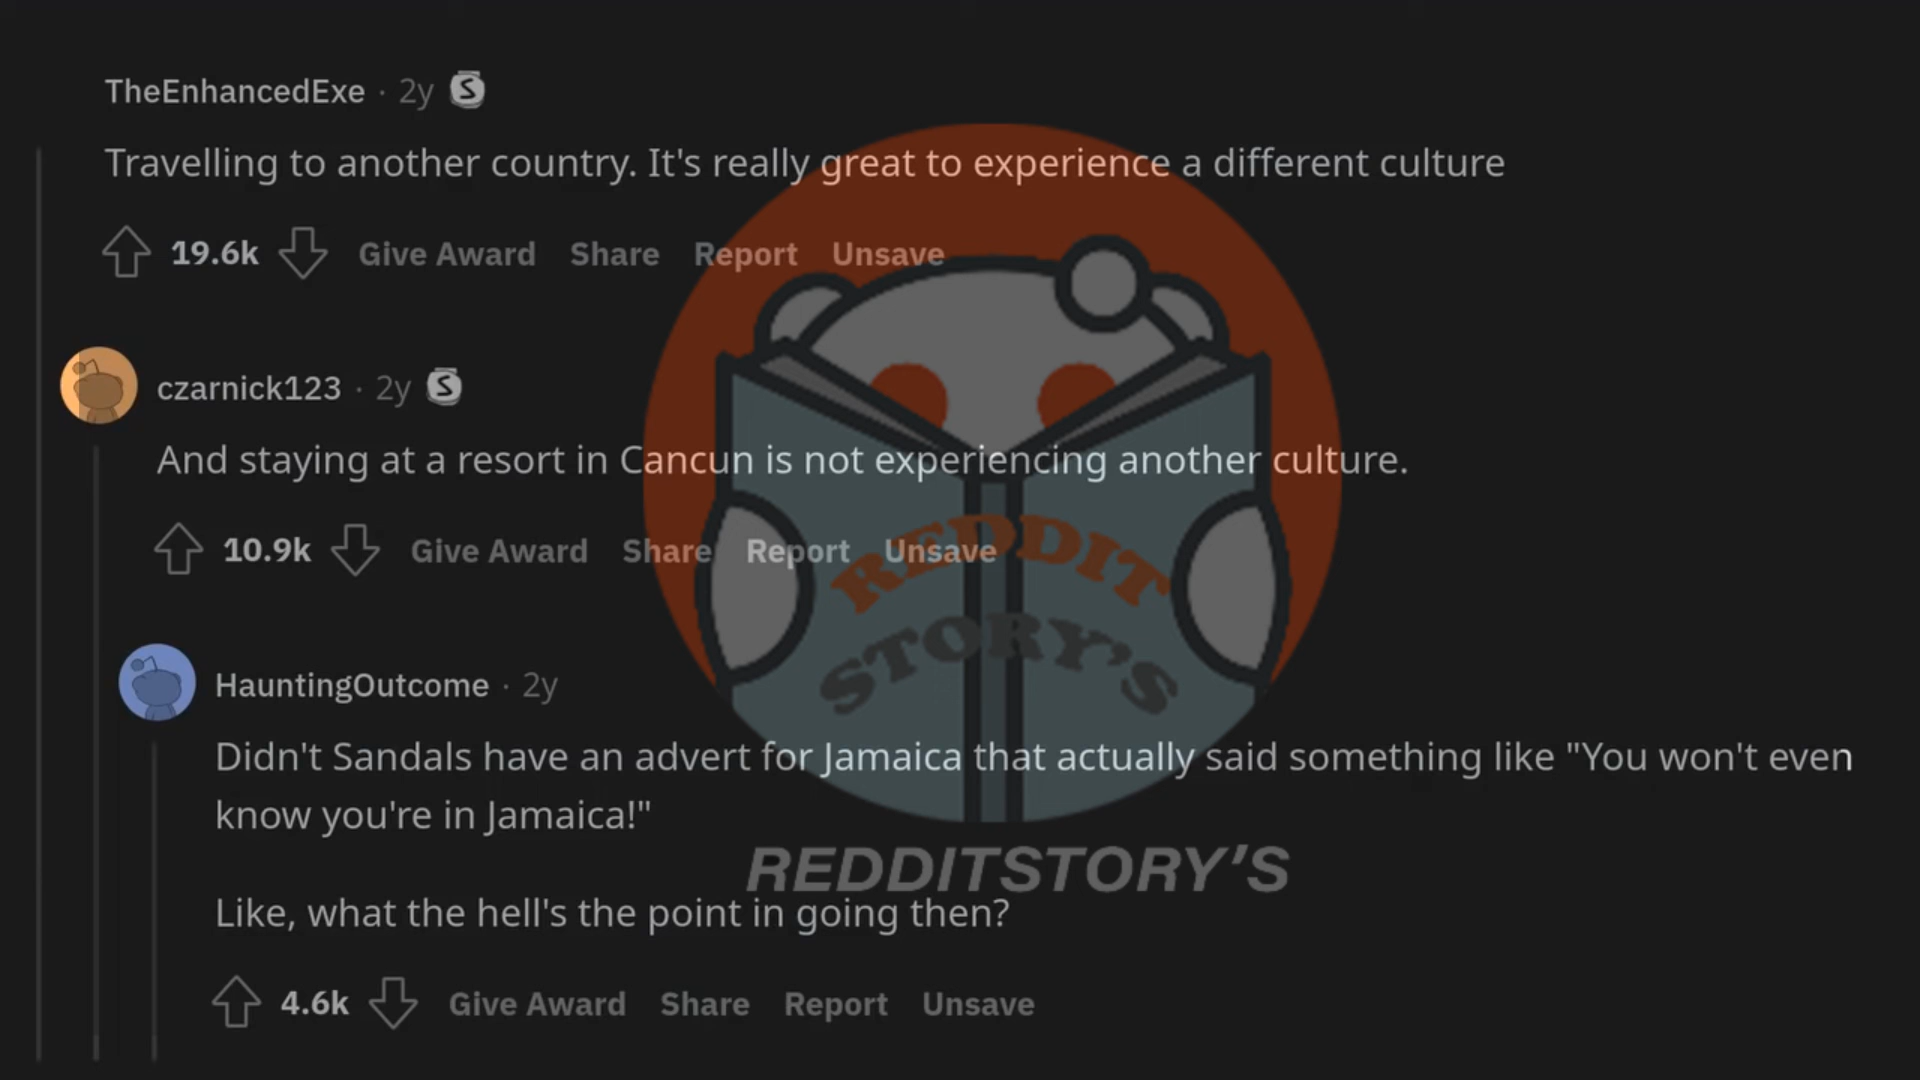 TheEnhancedExe · 2y S
Travelling to another country. It's really great to experience a different culture
19.6k Give Award Share Report Unsave
czarnick123 · 2y S
And staying at a resort in Cancun is not experiencing another culture.
10.9k Give Award Share Report Unsave
REDDIT
STORY'S
HauntingOutcome · 2y
Didn't Sandals have an advert for Jamaica that actually said something like "You won't even
know you're in Jamaica!"
REDDITSTORY'S
Like, what the hell's the point in going then?
4.6k Give Award Share Report Unsave